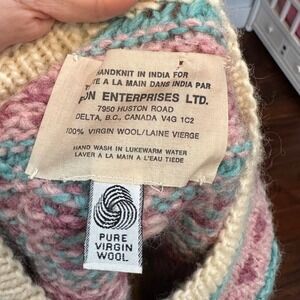 HANDKNIT IN INDIA FOR
A LA MAIN DANS INDIA PAR
ENTERPRISES LTD.
7950 HUSTON ROAD
DELTA, B.C., CANADA V4G 1C2
100% VIRGIN WOOL/LAINE VIERGE
HAND WASH IN LUKEWARM WATER
LAVER A LA MAIN A L'EAU TIEDE
PURE
VIRGIN
WOOL